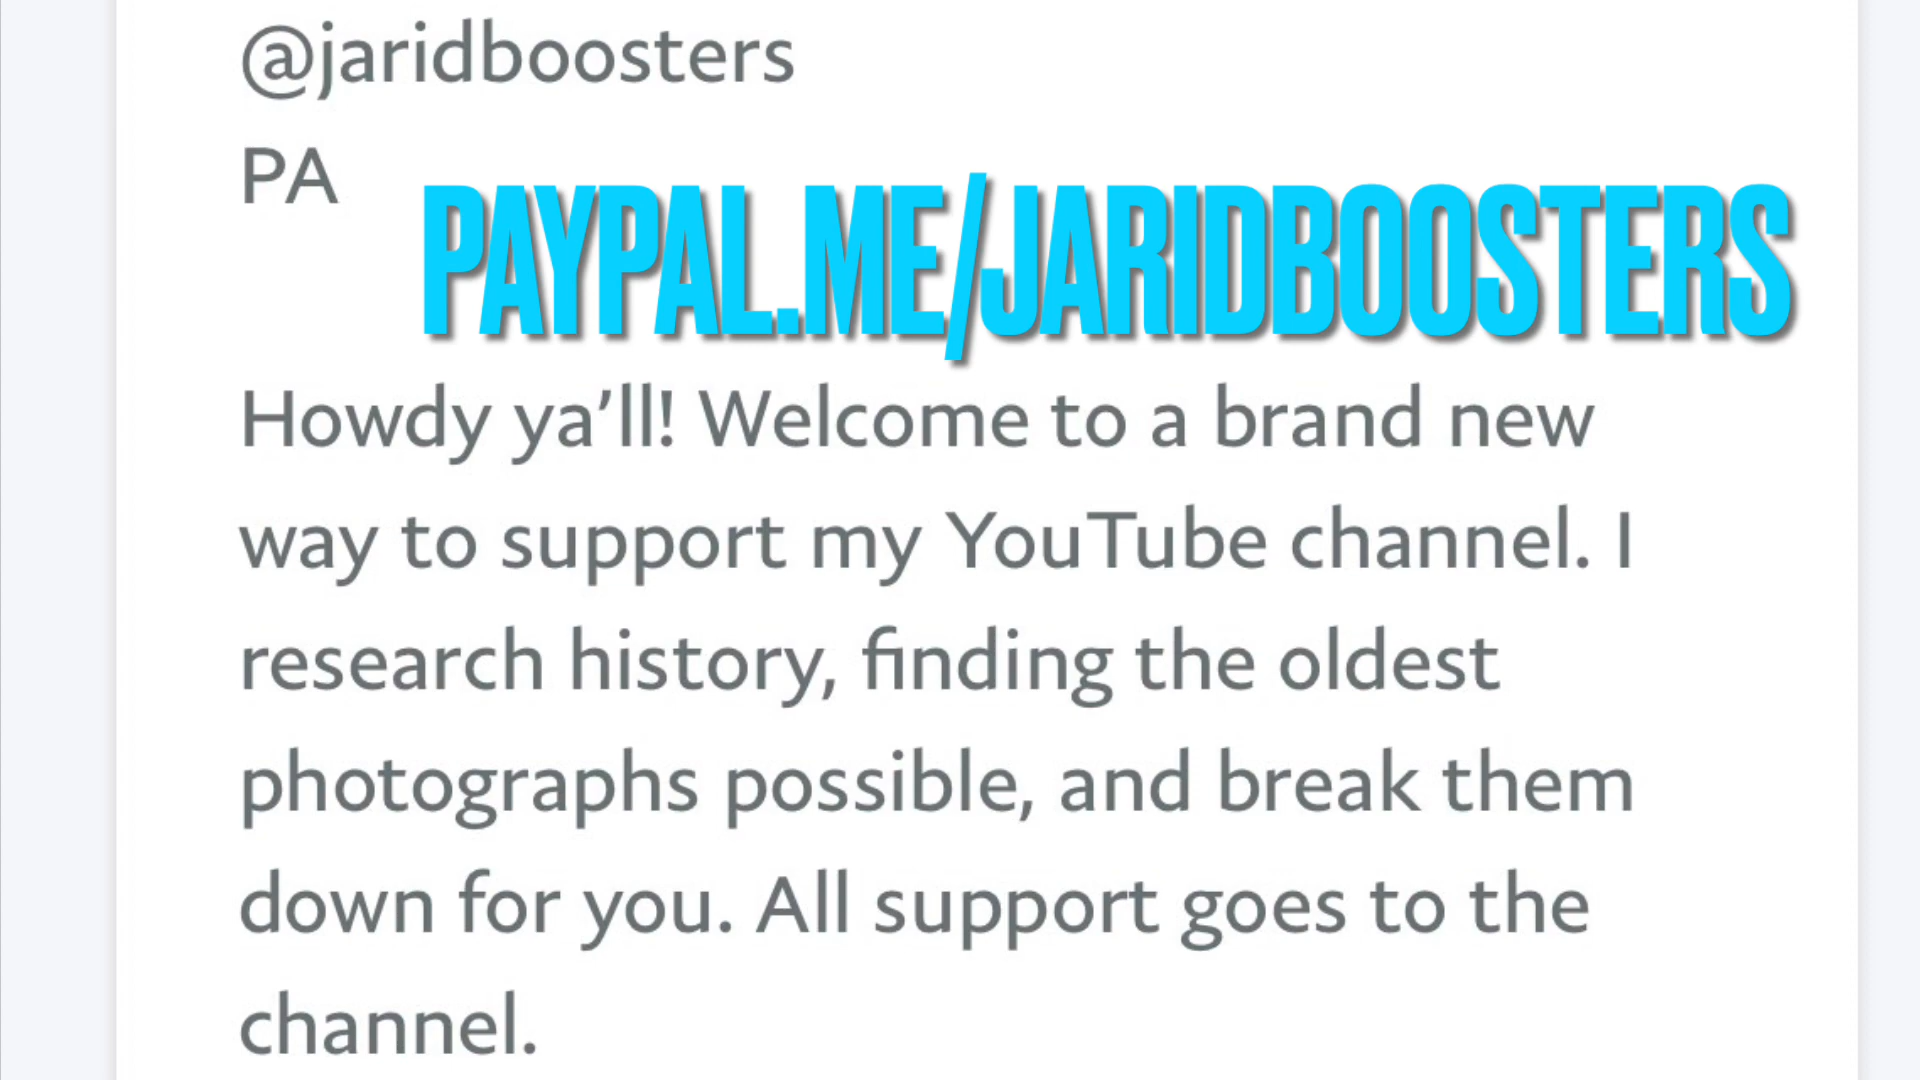 @jaridboosters
PA
PAYPAL.ME/JARIDBOOSTERS
Howdy ya’ll! Welcome to a brand new
way to support my YouTube channel. I
research history, finding the oldest
photographs possible, and break them
down for you. All support goes to the
channel.